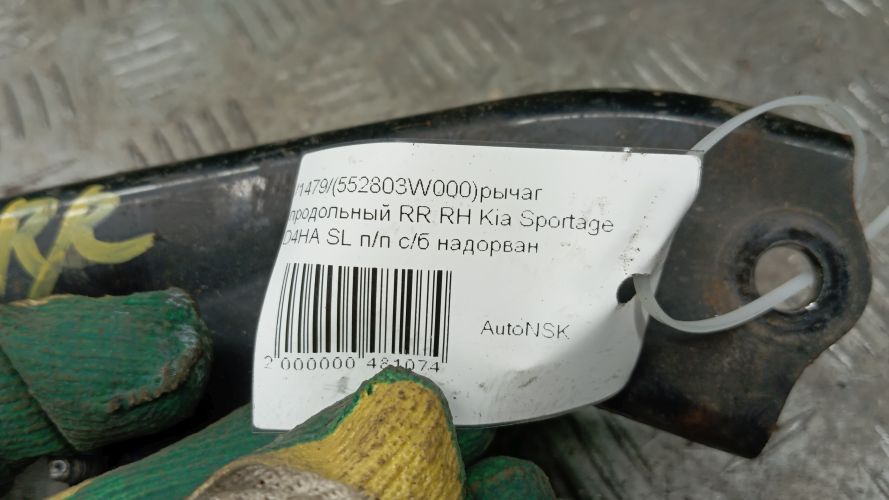 1479/(552803W000)рычаг
продольный RR RH Kia Sportage
D4HA SL п/п с/б надорван
AutoNSK
2 000000 481074
RR